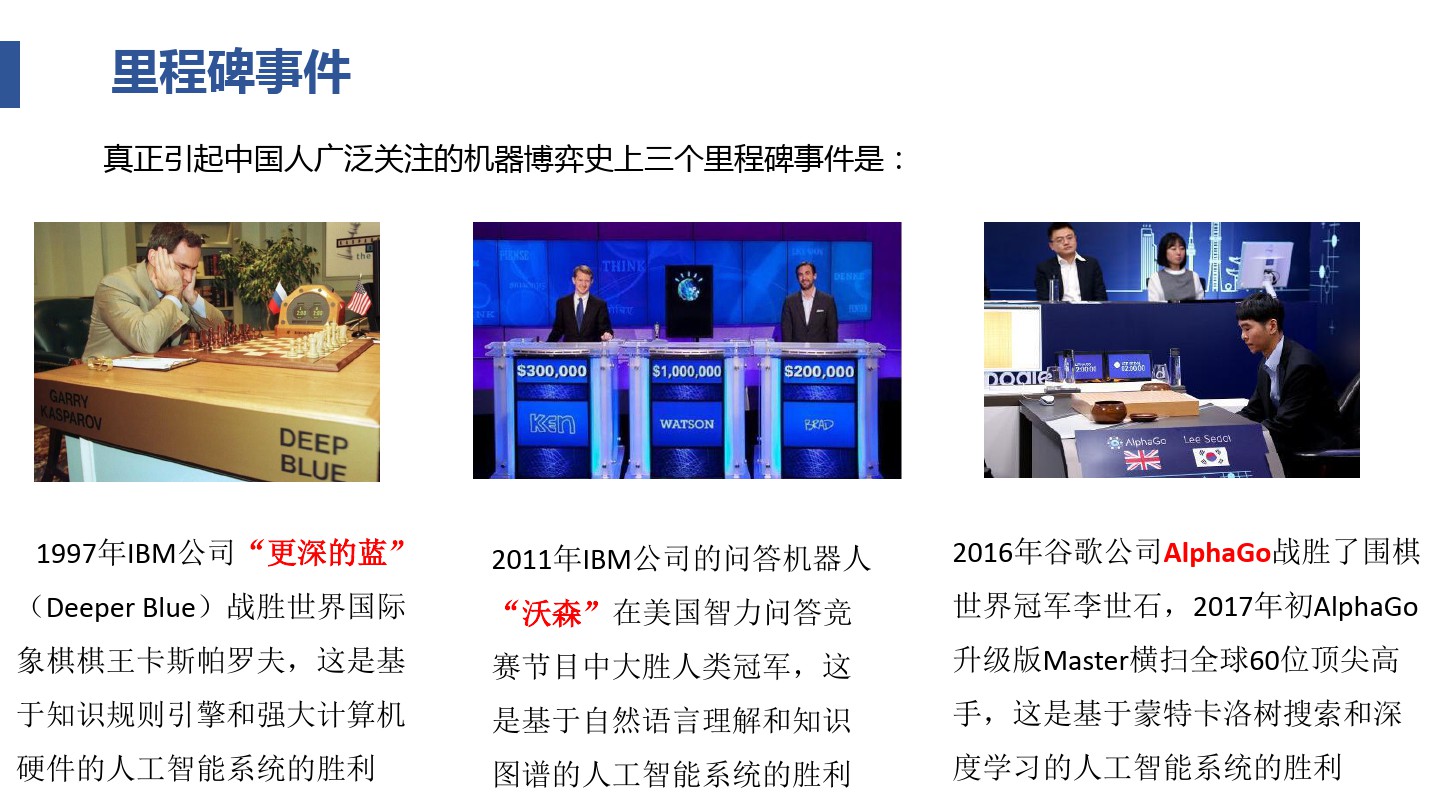 里程碑事件
真正引起中国人广泛关注的机器博弈史上三个里程碑事件是：
GARRY
KASPAROV
DEEP
BLUE
THINK
$300,000
$1,000,000
$200,000
KEN
WATSON
BRAD
AlphaGo
Lee Sedol
1997年IBM公司“更深的蓝”
（Deeper Blue）战胜世界国际
象棋棋王卡斯帕罗夫，这是基
于知识规则引擎和强大计算机
硬件的人工智能系统的胜利
2011年IBM公司的问答机器人
“沃森”在美国智力问答竞
赛节目中大胜人类冠军，这
是基于自然语言理解和知识
图谱的人工智能系统的胜利
2016年谷歌公司AlphaGo战胜了围棋
世界冠军李世石，2017年初AlphaGo
升级版Master横扫全球60位顶尖高
手，这是基于蒙特卡洛树搜索和深
度学习的人工智能系统的胜利